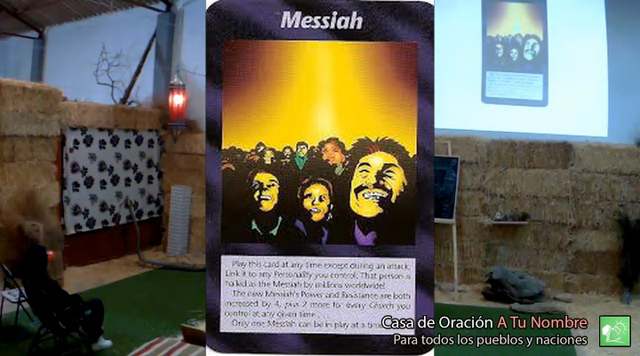 Messiah
Play this card at any time except during an attack.
Link it to any Personality you control. That person is
hailed as the Messiah by millions worldwide!
The new Messiah's Power and Resistance are both
increased by 4, plus 2 more for every Church you
control at any given time.
Only one Messiah can be in play at a time
Casa de Oración A Tu Nombre
Para todos los pueblos y naciones